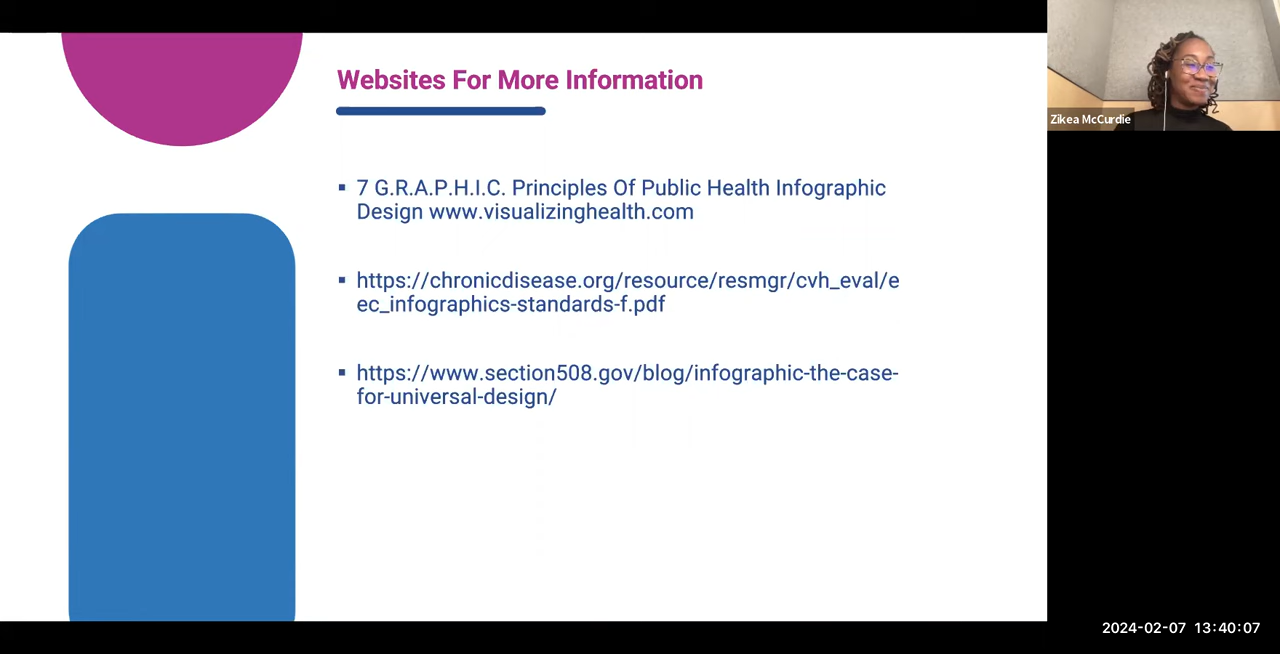 Websites For More Information
▪ 7 G.R.A.P.H.I.C. Principles Of Public Health Infographic
Design www.visualizinghealth.com
▪ https://chronicdisease.org/resource/resmgr/cvh_eval/e
ec_infographics-standards-f.pdf
▪ https://www.section508.gov/blog/infographic-the-case-
for-universal-design/
Zikea McCurdie
2024-02-07 13:40:07